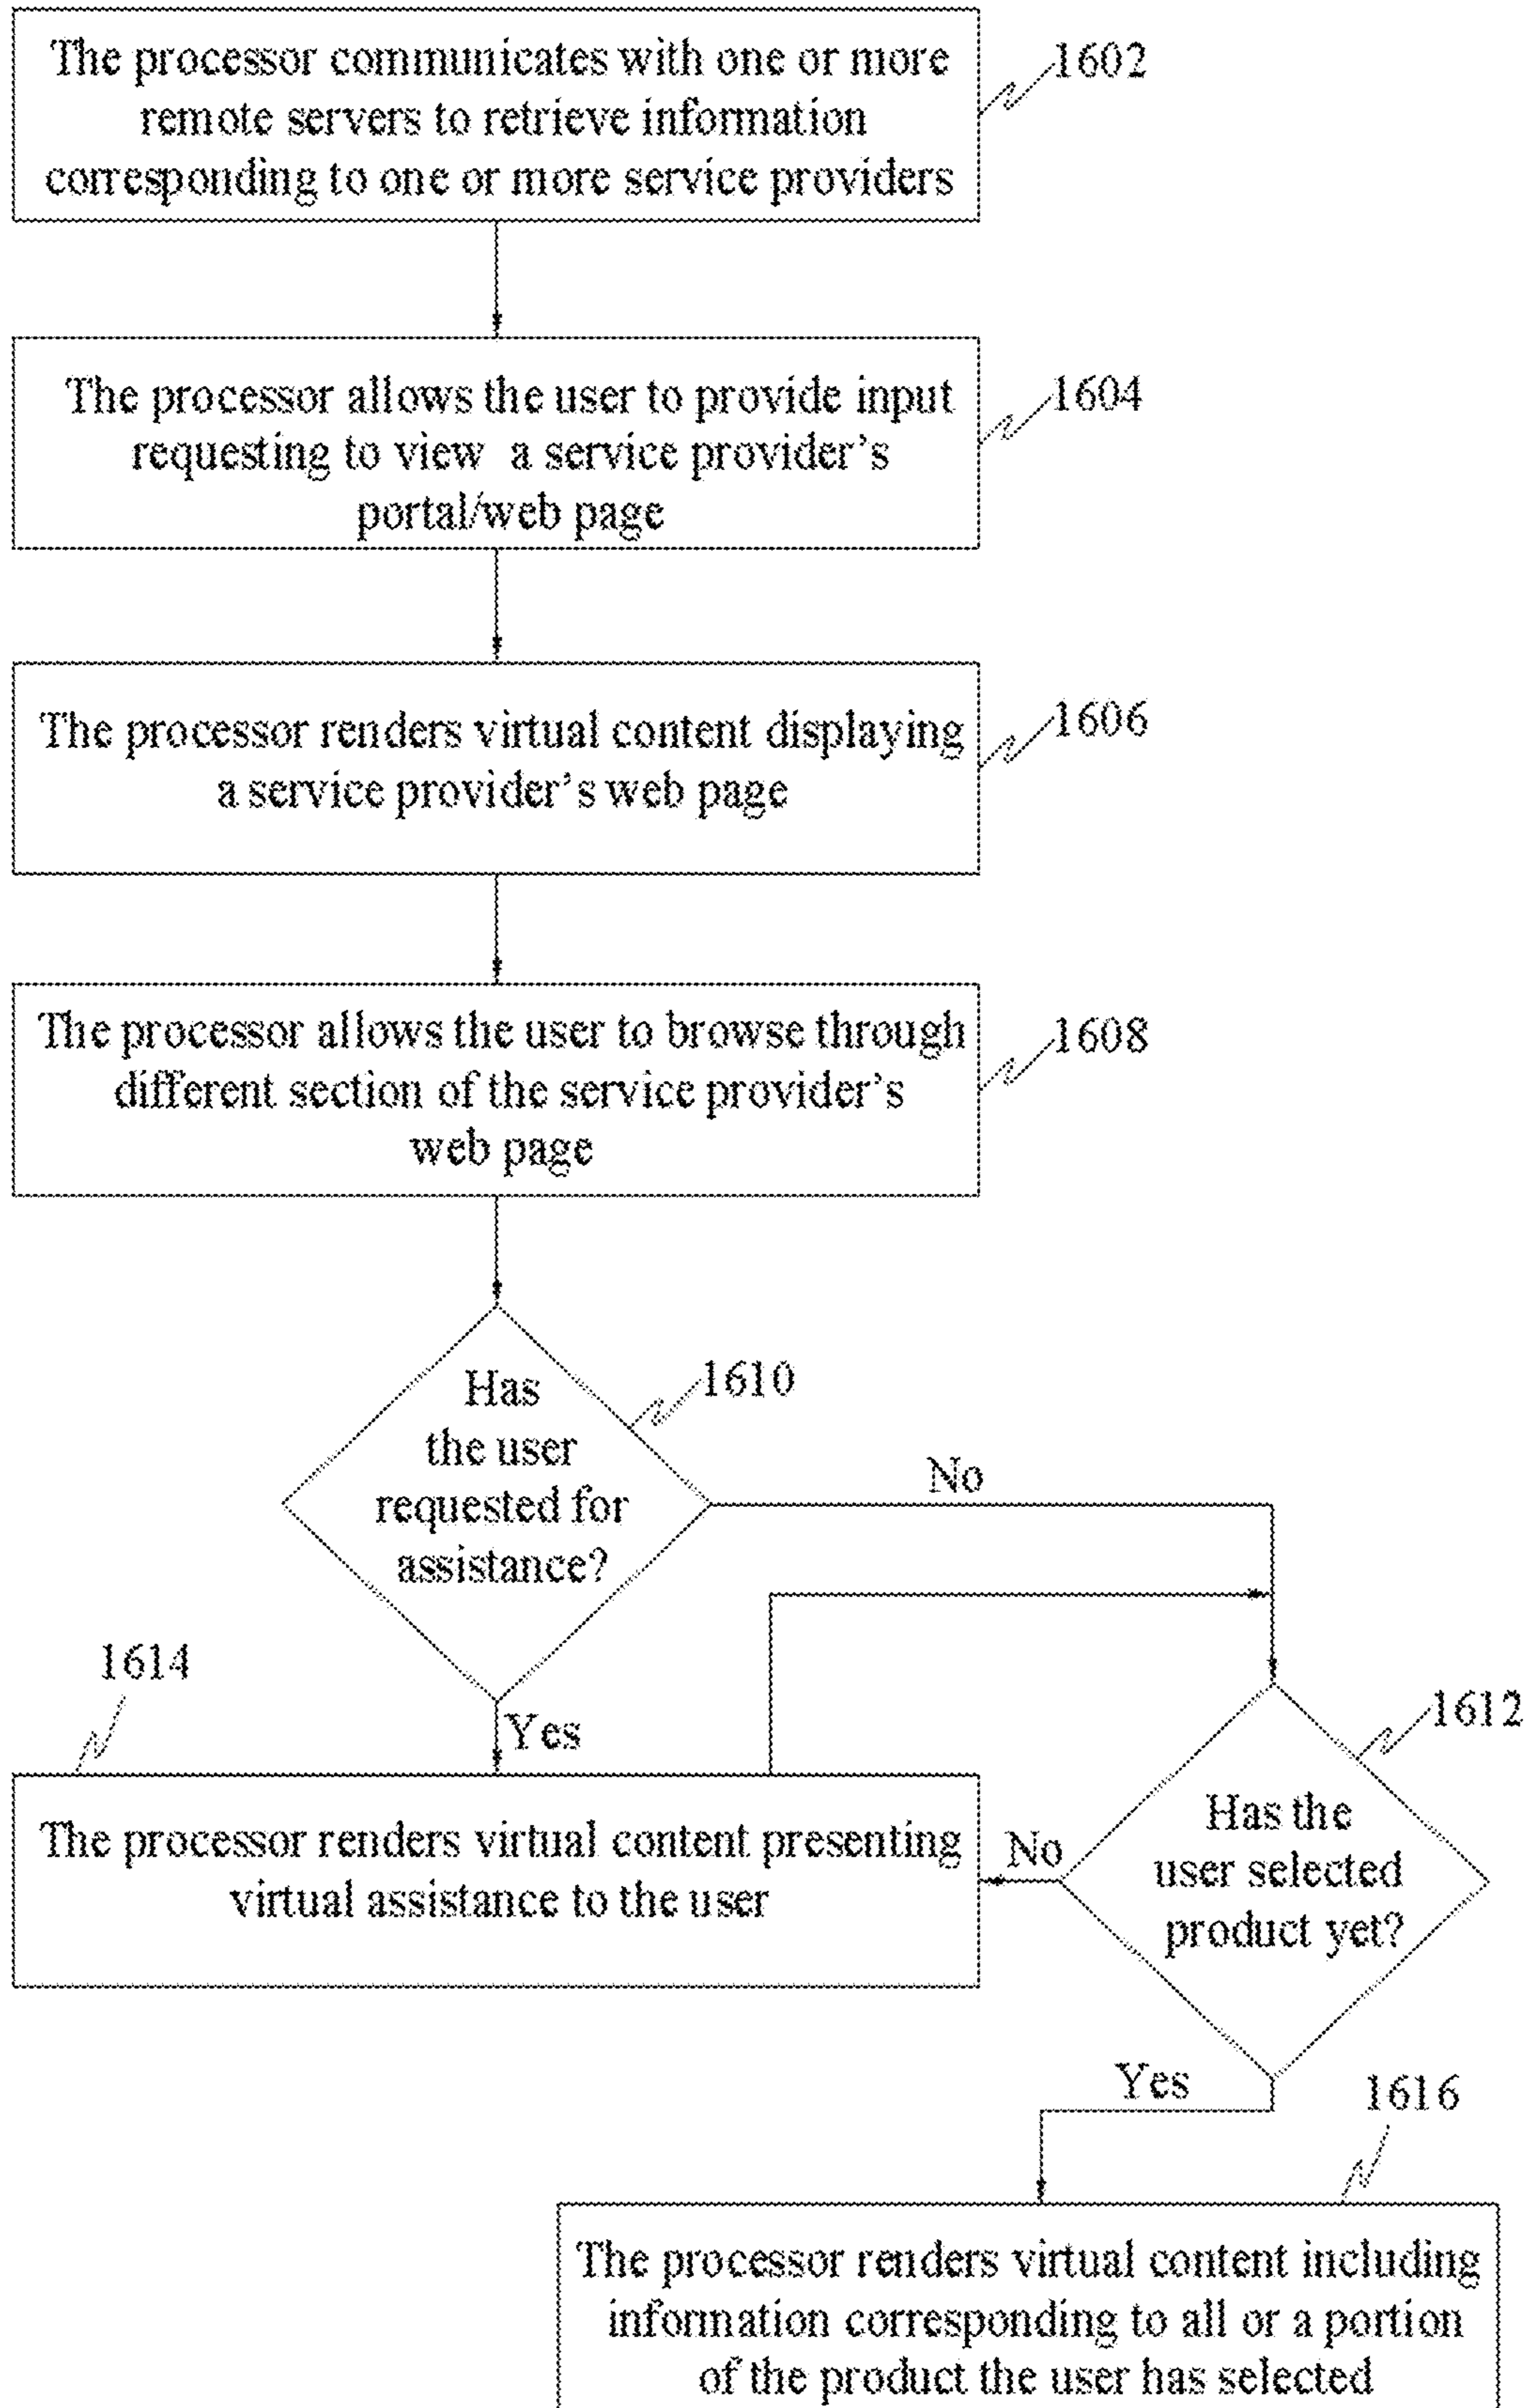 The processor communicates with one or more
remote servers to retrieve information
corresponding to one or more service providers
1602
The processor allows the user to provide input
requesting to view a service provider's
portal/web page
1604
The processor renders virtual content displaying
a service provider's web page
1606
The processor allows the user to browse through
different section of the service provider's
web page
1608
Has
the user
requested for
assistance?
1610
No
Yes
1614
The processor renders virtual content presenting
virtual assistance to the user
1612
Has the
user selected
product yet?
No
Yes
1616
The processor renders virtual content including
information corresponding to all or a portion
of the product the user has selected